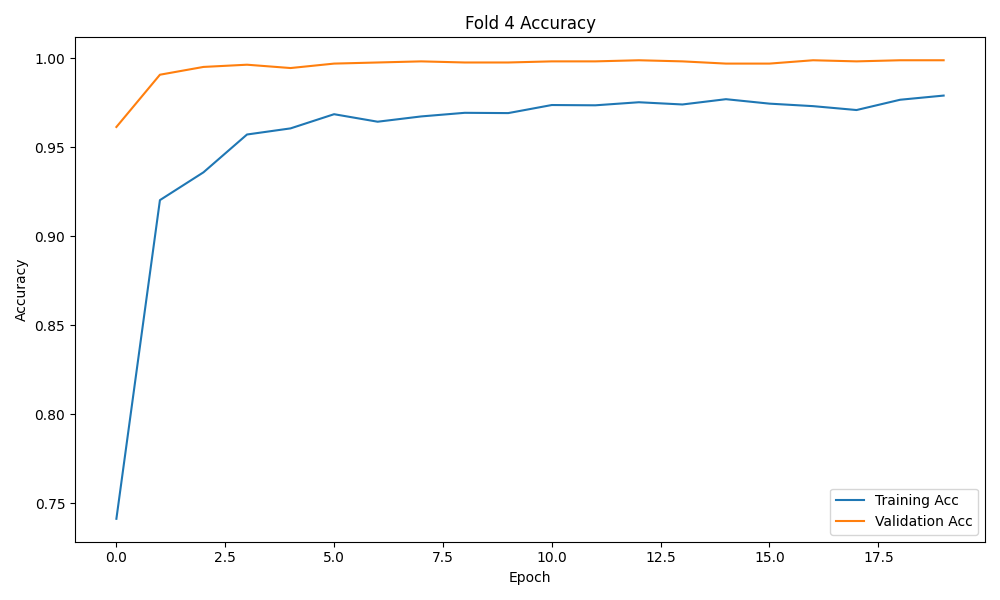 Fold 4 Accuracy
1.00
0.95
0.90
0.85
0.80
0.75
Accuracy
Training Acc
Validation Acc
0.0 2.5 5.0 7.5 10.0 12.5 15.0 17.5
Epoch